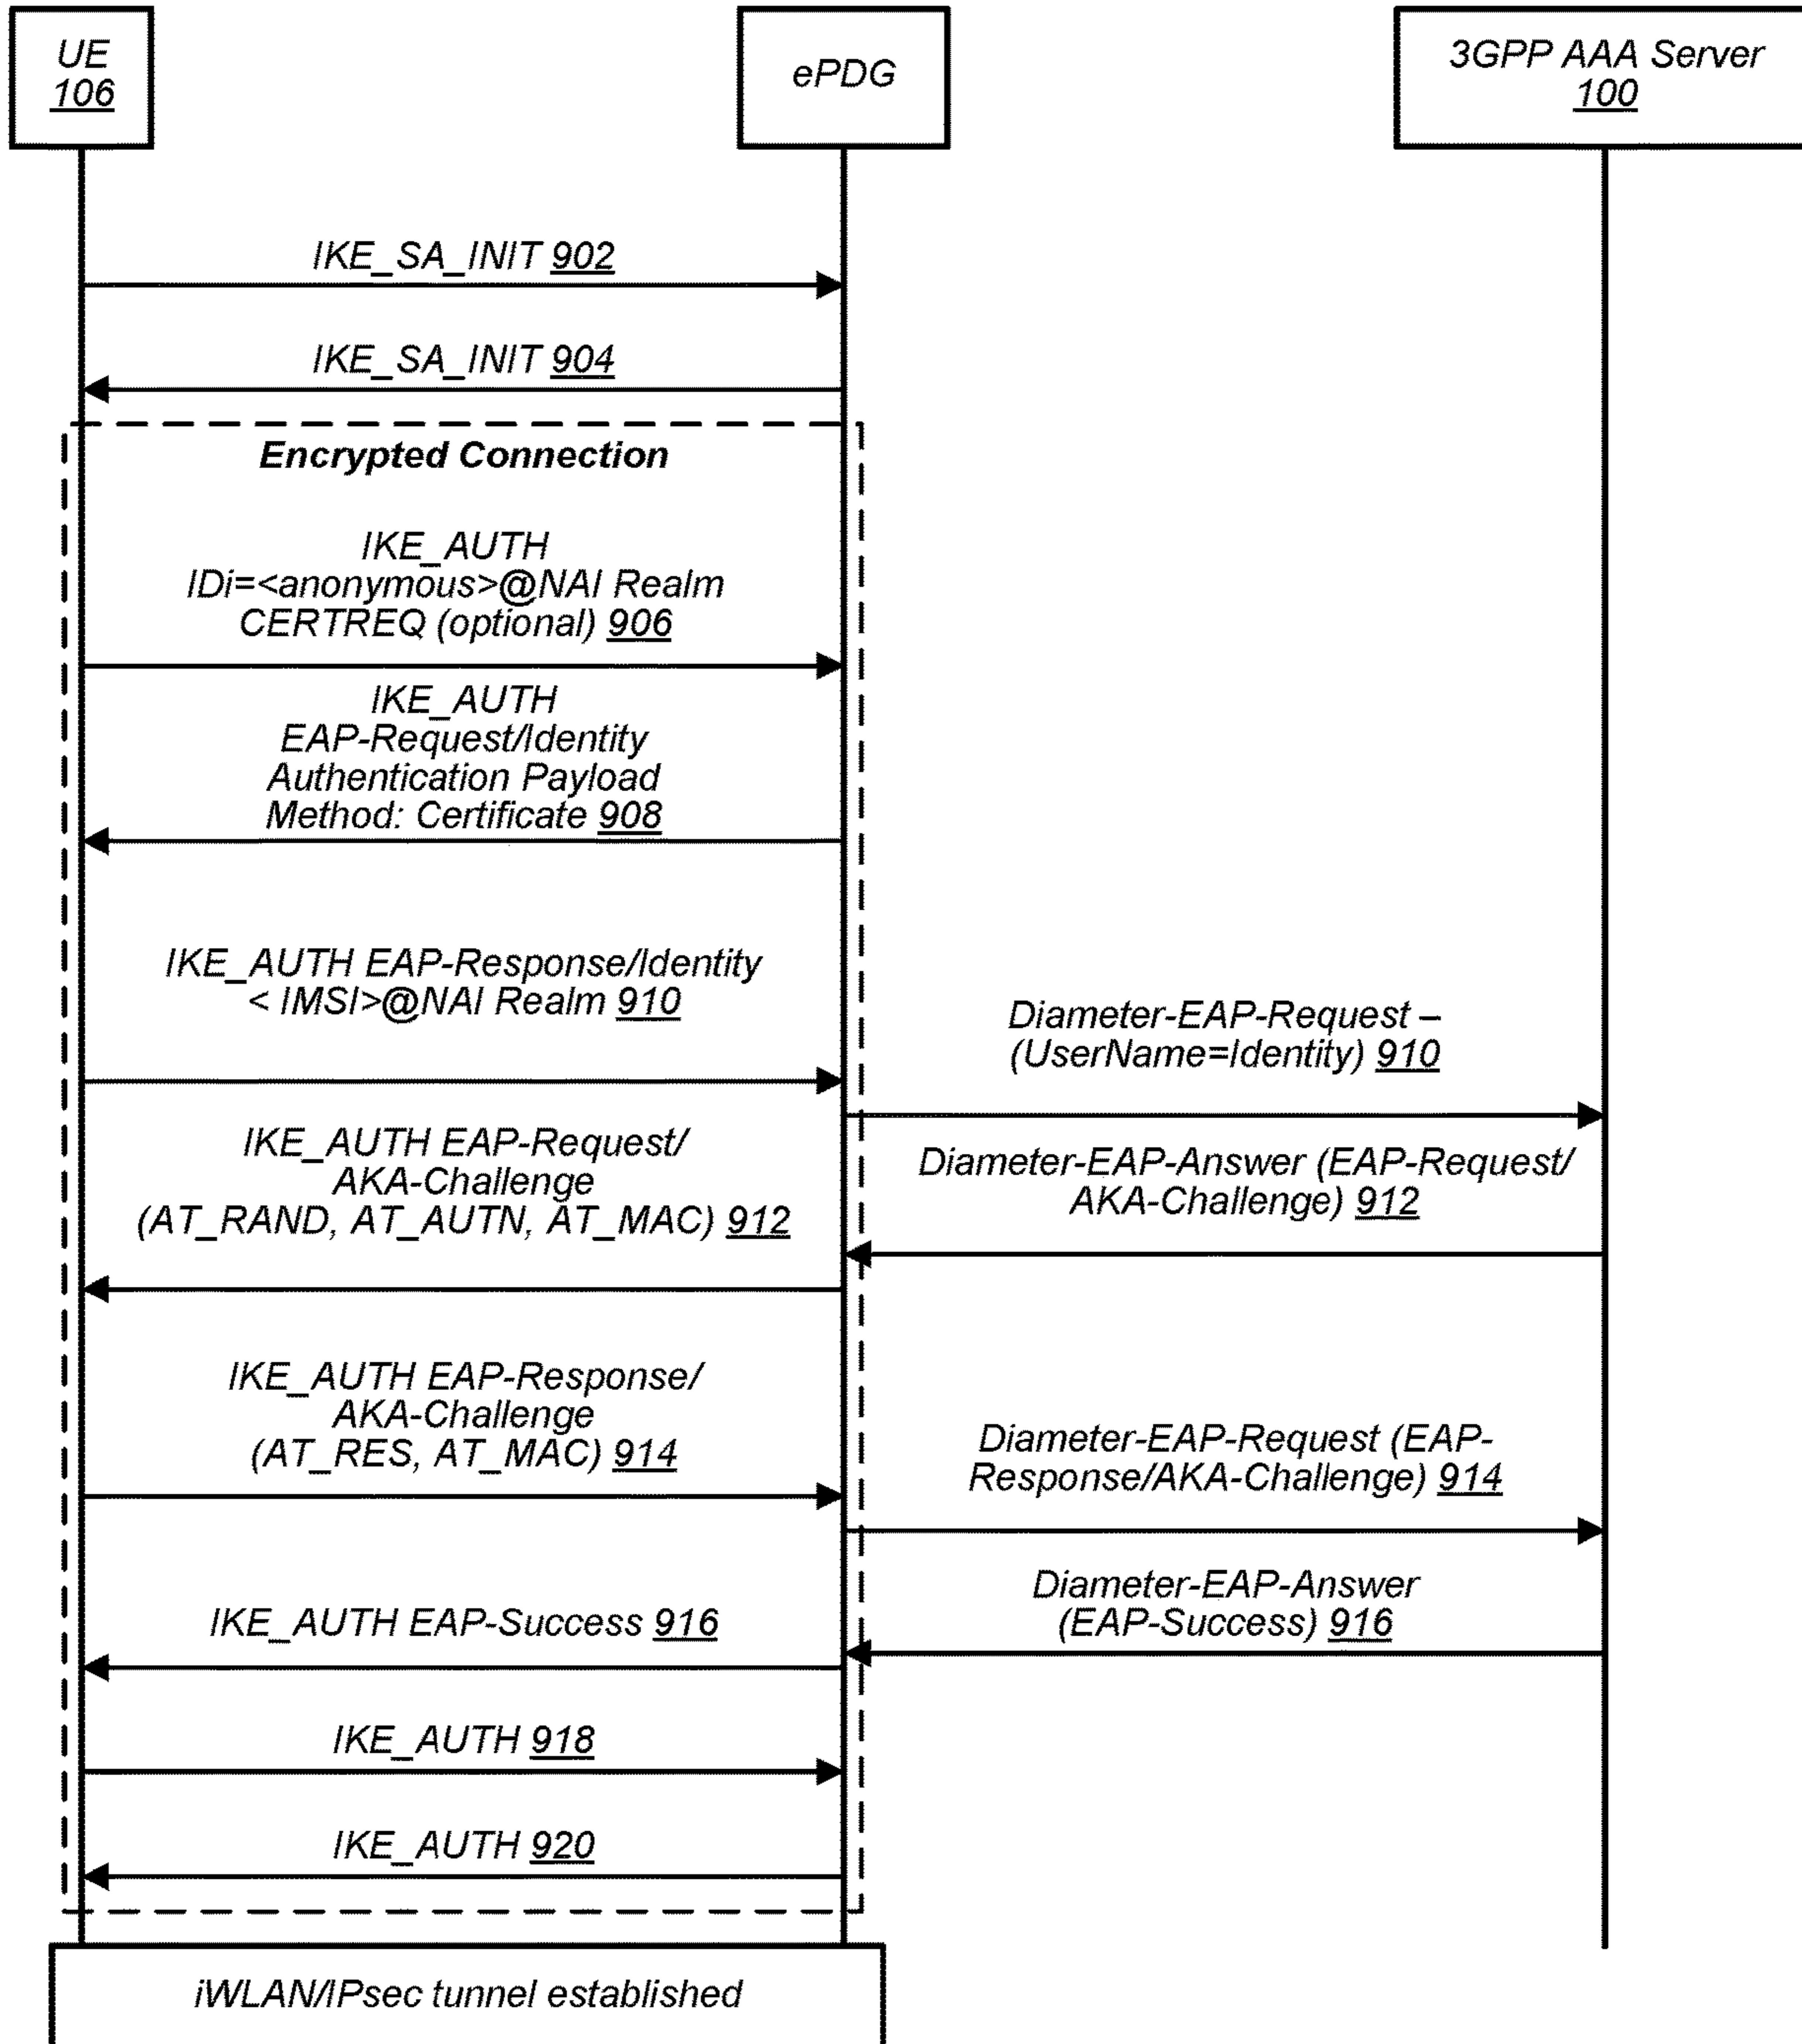 UE
106
ePDG
3GPP AAA Server
100
IKE_SA_INIT 902
IKE_SA_INIT 904
Encrypted Connection
IKE_AUTH
IDi=<anonymous>@NAI Realm
CERTREQ (optional) 906
IKE_AUTH
EAP-Request/Identity
Authentication Payload
Method: Certificate 908
IKE_AUTH EAP-Response/Identity
< IMSI>@NAI Realm 910
Diameter-EAP-Request –
(UserName=Identity) 910
IKE_AUTH EAP-Request/
AKA-Challenge
(AT_RAND, AT_AUTN, AT_MAC) 912
Diameter-EAP-Answer (EAP-Request/
AKA-Challenge) 912
IKE_AUTH EAP-Response/
AKA-Challenge
(AT_RES, AT_MAC) 914
Diameter-EAP-Request (EAP-
Response/AKA-Challenge) 914
Diameter-EAP-Answer
(EAP-Success) 916
IKE_AUTH EAP-Success 916
IKE_AUTH 918
IKE_AUTH 920
iWLAN/IPsec tunnel established